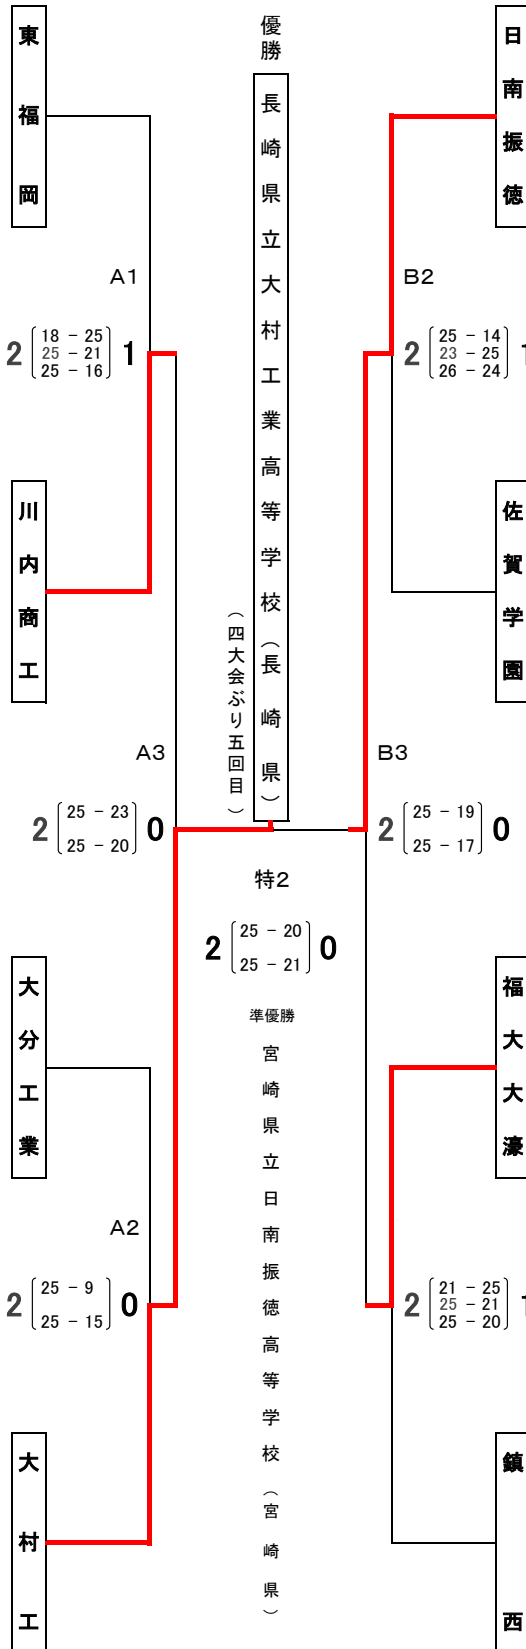 優勝
長崎県立大村工業高等学校(長崎県)
(四大会ぶり五回目)
東福岡
A1
2 18 - 25 1
25 - 21
25 - 16
川内商工
A3
2 25 - 23 0
25 - 20
大分工業
A2
2 25 - 9 0
25 - 15
大村工
特2
2 25 - 20 0
25 - 21
準優勝
宮崎県立日南振徳高等学校(宮崎県)
日南振徳
B2
2 25 - 14 1
23 - 25
26 - 24
佐賀学園
B3
2 25 - 19 0
25 - 17
福大大濠
2 21 - 25 1
25 - 21
25 - 20
鎮西